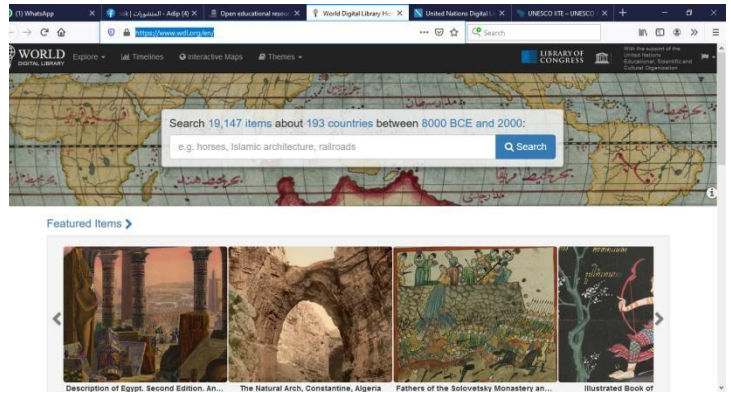 (1) WhatsApp
المنشورات - Adip (4)
Open educational resour
World Digital Library Ho
United Nations Digital Li
UNESCO IITE – UNESCO
https://www.wdl.org/en/
Search
WORLD
DIGITAL LIBRARY
Explore
Timelines
Interactive Maps
Themes
LIBRARY OF
CONGRESS
With the support of the
United Nations
Educational, Scientific and
Cultural Organization
Search 19,147 items about 193 countries between 8000 BCE and 2000:
e.g. horses, Islamic architecture, railroads
Search
Featured Items
Description of Egypt. Second Edition. An...
The Natural Arch, Constantine, Algeria
Fathers of the Solovetsky Monastery an...
Illustrated Book of